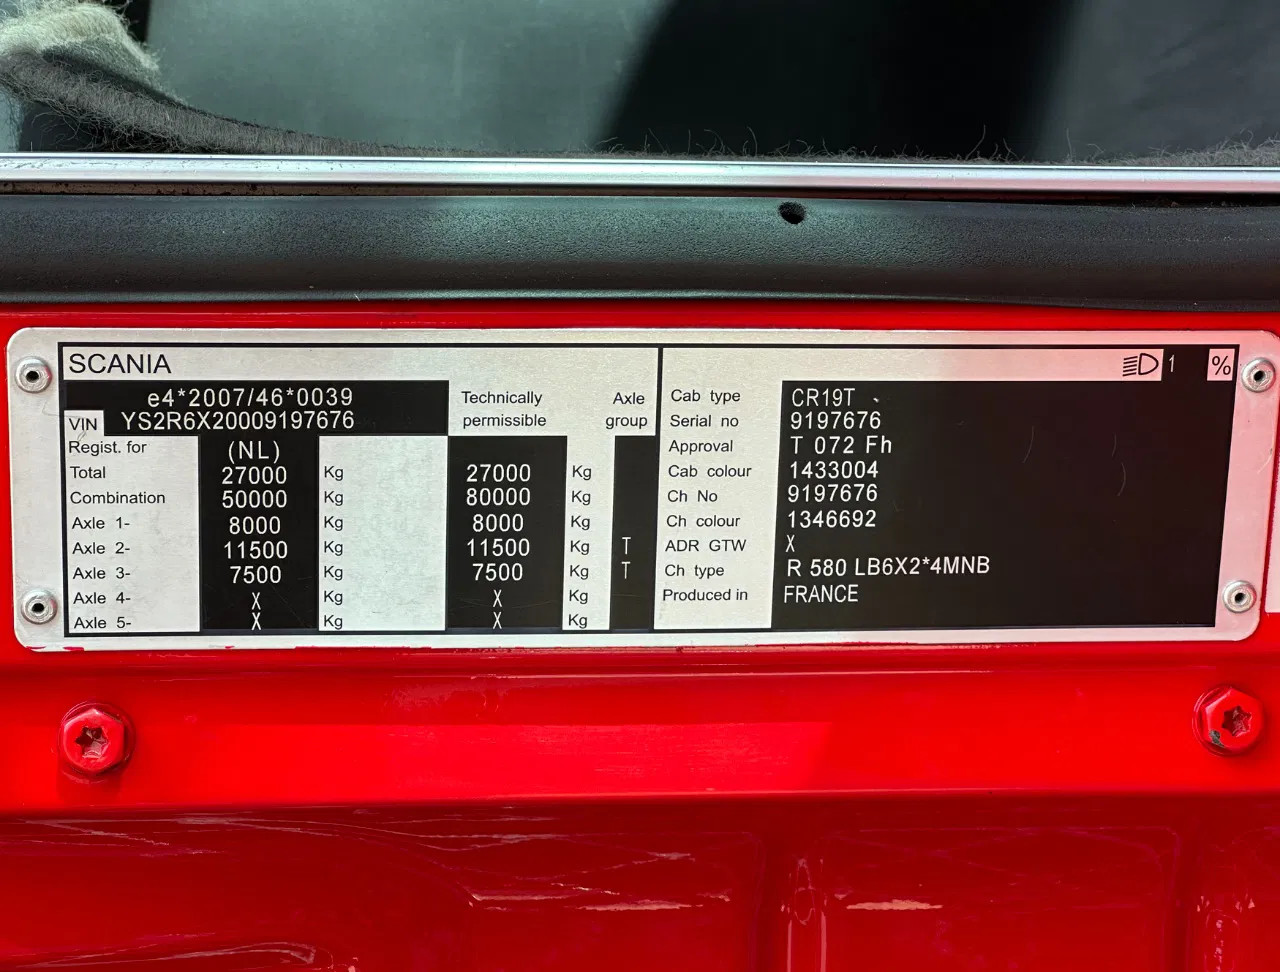 SCANIA 1 %
e4*2007/46*0039
VIN YS2R6X20009197676
Technically permissible
Axle group
Regist. for (NL)
Total 27000 Kg 27000 Kg
Combination 50000 Kg 80000 Kg
Axle 1- 8000 Kg 8000 Kg
Axle 2- 11500 Kg 11500 Kg T
Axle 3- 7500 Kg 7500 Kg T
Axle 4- X Kg X Kg
Axle 5- X Kg X Kg
Cab type CR19T
Serial no 9197676
Approval T 072 Fh
Cab colour 1433004
Ch No 9197676
Ch colour 1346692
ADR GTW X
Ch type R 580 LB6X2*4MNB
Produced in FRANCE